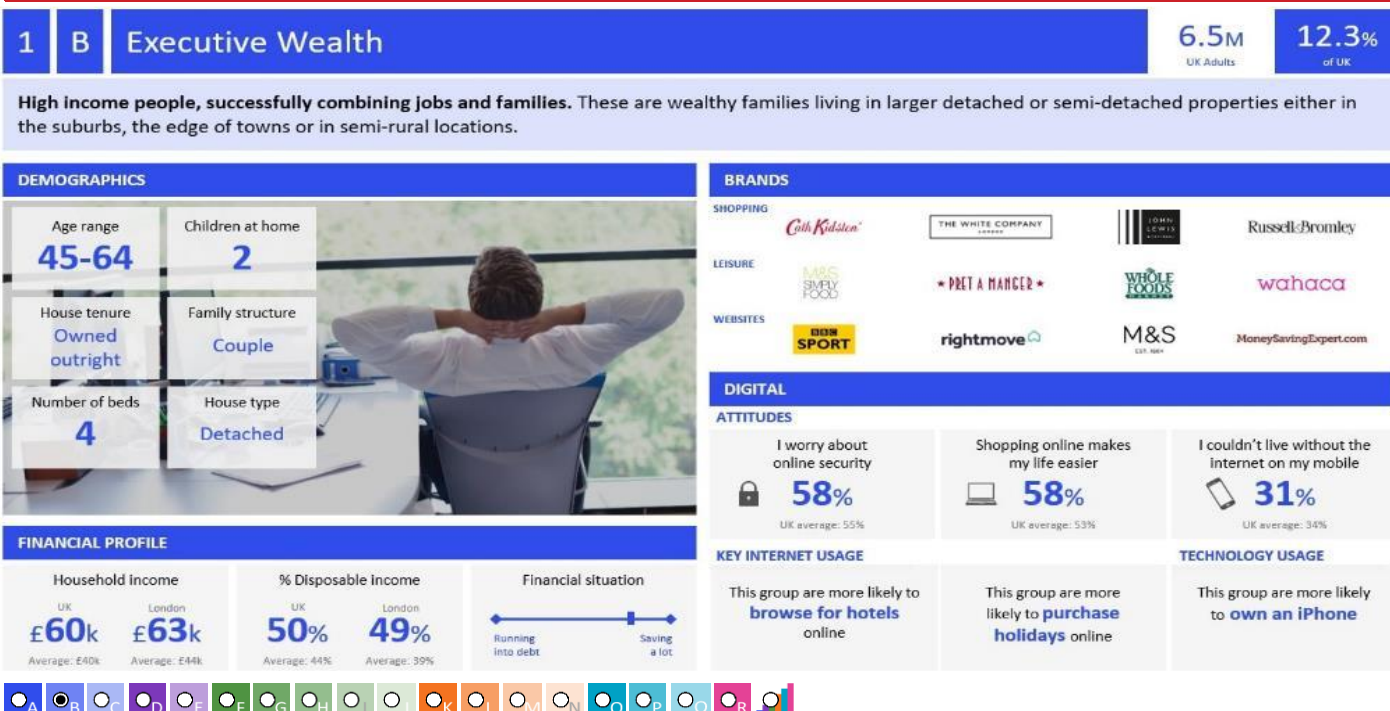 1 B Executive Wealth
6.5M
UK Adults
12.3%
of UK
High income people, successfully combining jobs and families. These are wealthy families living in larger detached or semi-detached properties either in
the suburbs, the edge of towns or in semi-rural locations.
DEMOGRAPHICS
Age range
45-64
Children at home
2
House tenure
Owned
outright
Family structure
Couple
Number of beds
4
House type
Detached
FINANCIAL PROFILE
Household income
UK London
£60k £63k
Average: £40k Average: £44k
% Disposable income
UK London
50% 49%
Average: 44% Average: 39%
Financial situation
Running
into debt
Saving
a lot
BRANDS
SHOPPING
Cath Kidston
THE WHITE COMPANY
LONDON
JOHN
LEWIS
Russell&Bromley
LEISURE
M&S
SIMPLY
FOOD
PRET A MANGER
WHOLE
FOODS
MARKET
wahaca
WEBSITES
BBC
SPORT
rightmove
M&S
EST. 1884
MoneySavingExpert.com
DIGITAL
ATTITUDES
I worry about
online security
58%
UK average: 55%
Shopping online makes
my life easier
58%
UK average: 53%
I couldn't live without the
internet on my mobile
31%
UK average: 34%
KEY INTERNET USAGE
This group are more likely to
browse for hotels
online
This group are more
likely to purchase
holidays online
TECHNOLOGY USAGE
This group are more likely
to own an iPhone
A B C D E F G H I J K L M N O P Q R